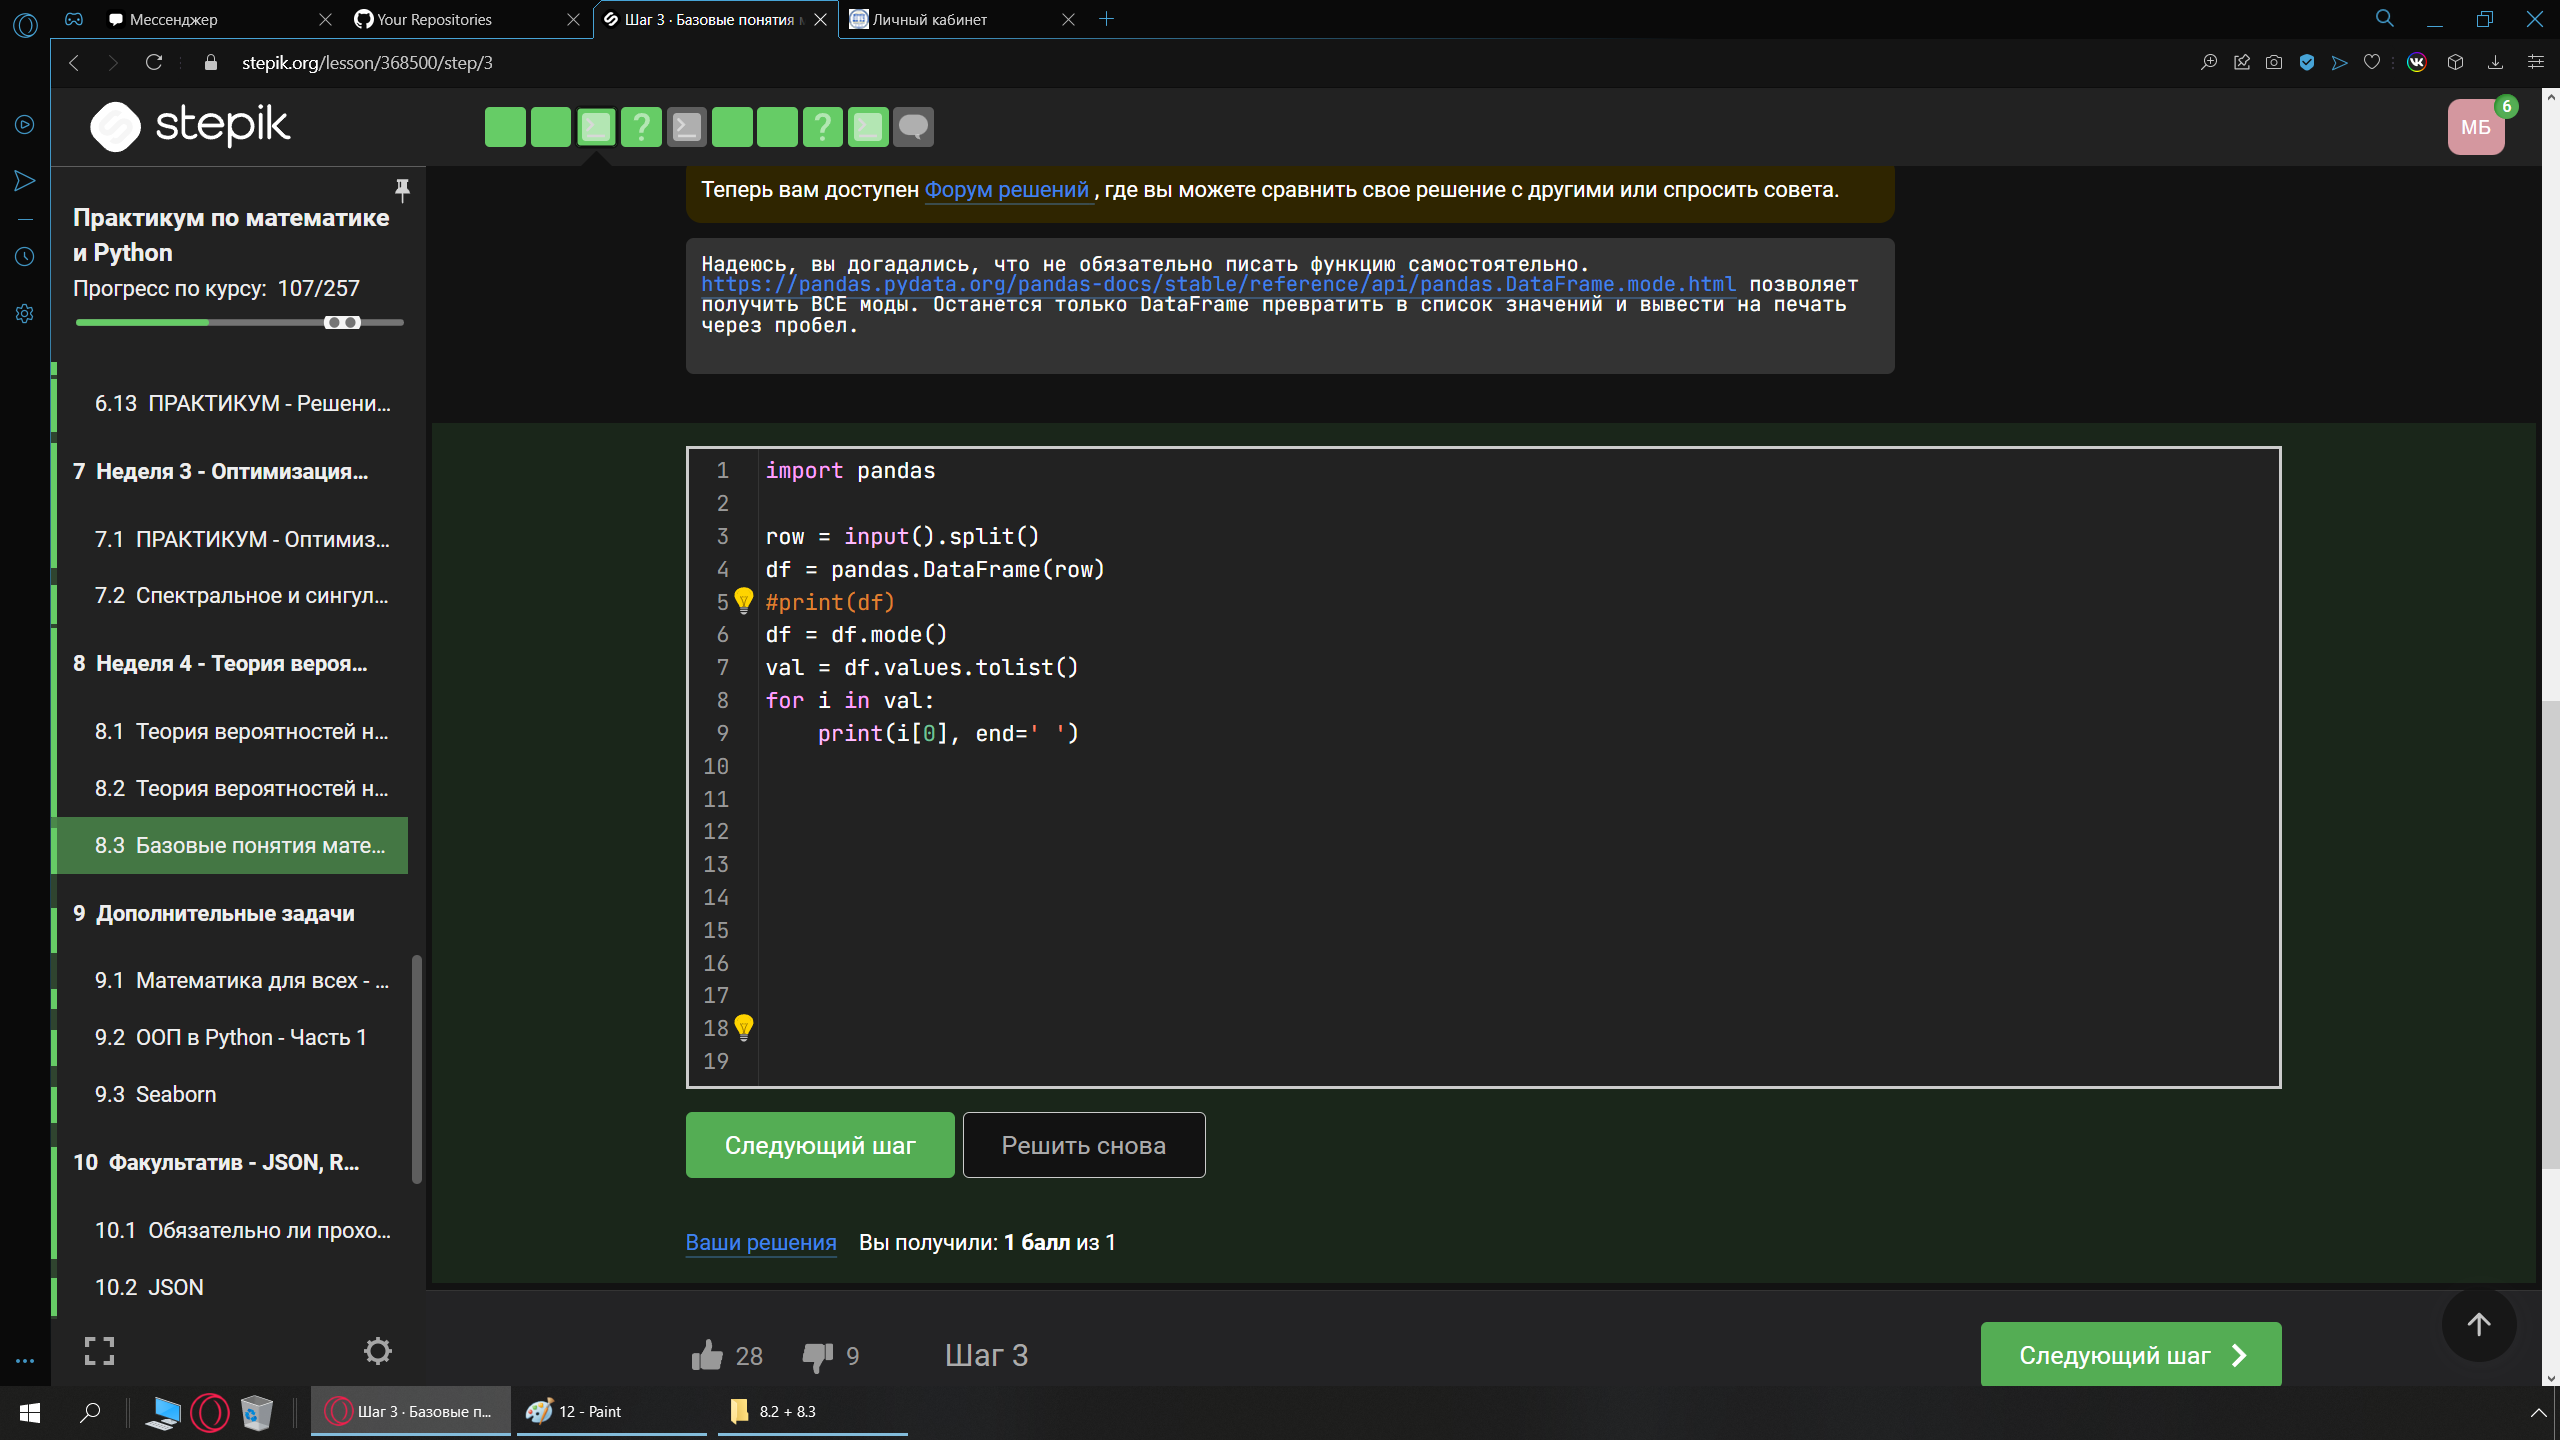 Мессенджер
Your Repositories
Шаг 3 · Базовые понятия м
Личный кабинет
stepik.org/lesson/368500/step/3
stepik
МБ
6
Практикум по математике
и Python
Прогресс по курсу: 107/257
6.13 ПРАКТИКУМ - Решени...
7 Неделя 3 - Оптимизация...
7.1 ПРАКТИКУМ - Оптимиз...
7.2 Спектральное и сингул...
8 Неделя 4 - Теория вероя...
8.1 Теория вероятностей н...
8.2 Теория вероятностей н...
8.3 Базовые понятия мате...
9 Дополнительные задачи
9.1 Математика для всех - ...
9.2 ООП в Python - Часть 1
9.3 Seaborn
10 Факультатив - JSON, R...
10.1 Обязательно ли прохо...
10.2 JSON
Теперь вам доступен Форум решений , где вы можете сравнить свое решение с другими или спросить совета.
Надеюсь, вы догадались, что не обязательно писать функцию самостоятельно.
https://pandas.pydata.org/pandas-docs/stable/reference/api/pandas.DataFrame.mode.html позволяет
получить ВСЕ моды. Останется только DataFrame превратить в список значений и вывести на печать
через пробел.
1 import pandas
2
3 row = input().split()
4 df = pandas.DataFrame(row)
5 #print(df)
6 df = df.mode()
7 val = df.values.tolist()
8 for i in val:
9     print(i[0], end=' ')
10
11
12
13
14
15
16
17
18
19
Следующий шаг
Решить снова
Ваши решения Вы получили: 1 балл из 1
28
9
Шаг 3
Следующий шаг
Шаг 3 · Базовые п...
12 - Paint
8.2 + 8.3